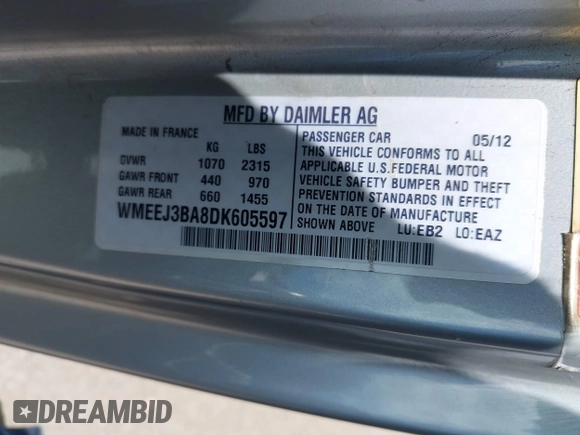 MFD BY DAIMLER AG
MADE IN FRANCE
KG LBS
GVWR 1070 2315
GAWR FRONT 440 970
GAWR REAR 660 1455
WMEEJ3BA8DK605597
PASSENGER CAR 05/12
THIS VEHICLE CONFORMS TO ALL
APPLICABLE U.S.FEDERAL MOTOR
VEHICLE SAFETY BUMPER AND THEFT
PREVENTION STANDARDS IN EFFECT
ON THE DATE OF MANUFACTURE
SHOWN ABOVE LU:EB2 LO:EAZ
DREAMBID